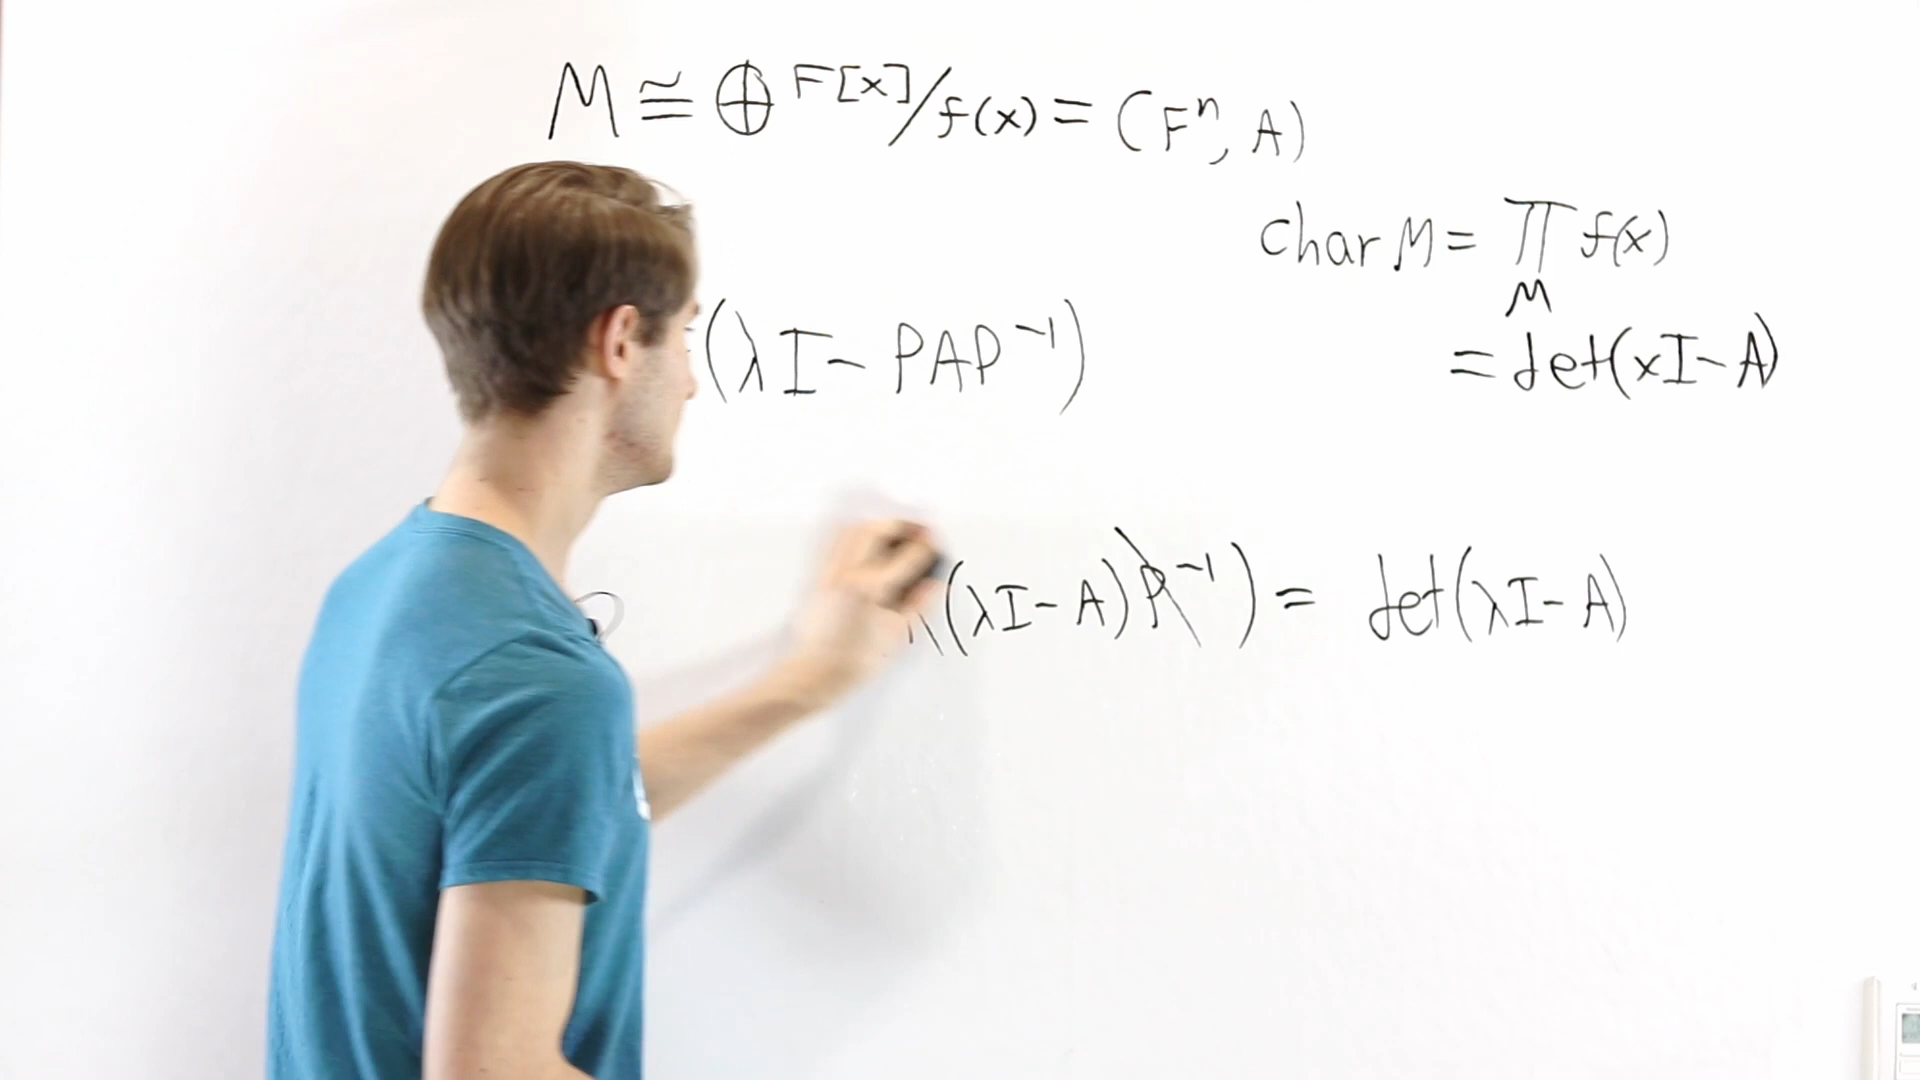 M ≅ ⊕ F[x]/f(x) = (Fⁿ, A)
char M = ∏ f(x)
M
= det(xI - A)
(λI - PAP⁻¹)
(λI - A)P⁻¹) = det(λI - A)